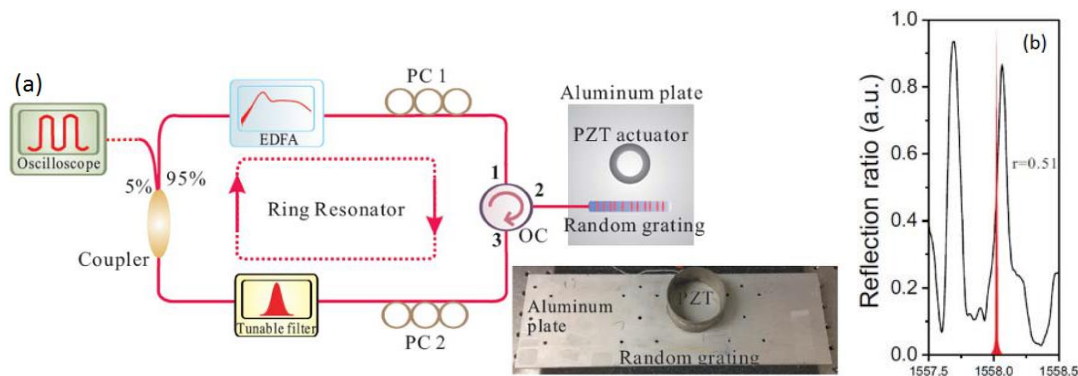 (a)
Oscilloscope
5%
95%
Coupler
EDFA
PC 1
Ring Resonator
Tunable filter
PC 2
1
2
3
OC
Aluminum plate
PZT actuator
Random grating
Aluminum
plate
PZT
Random grating
(b)
Reflection ratio (a.u.)
1.0
0.8
0.6
0.4
0.2
0.0
r=0.51
1557.5
1558.0
1558.5